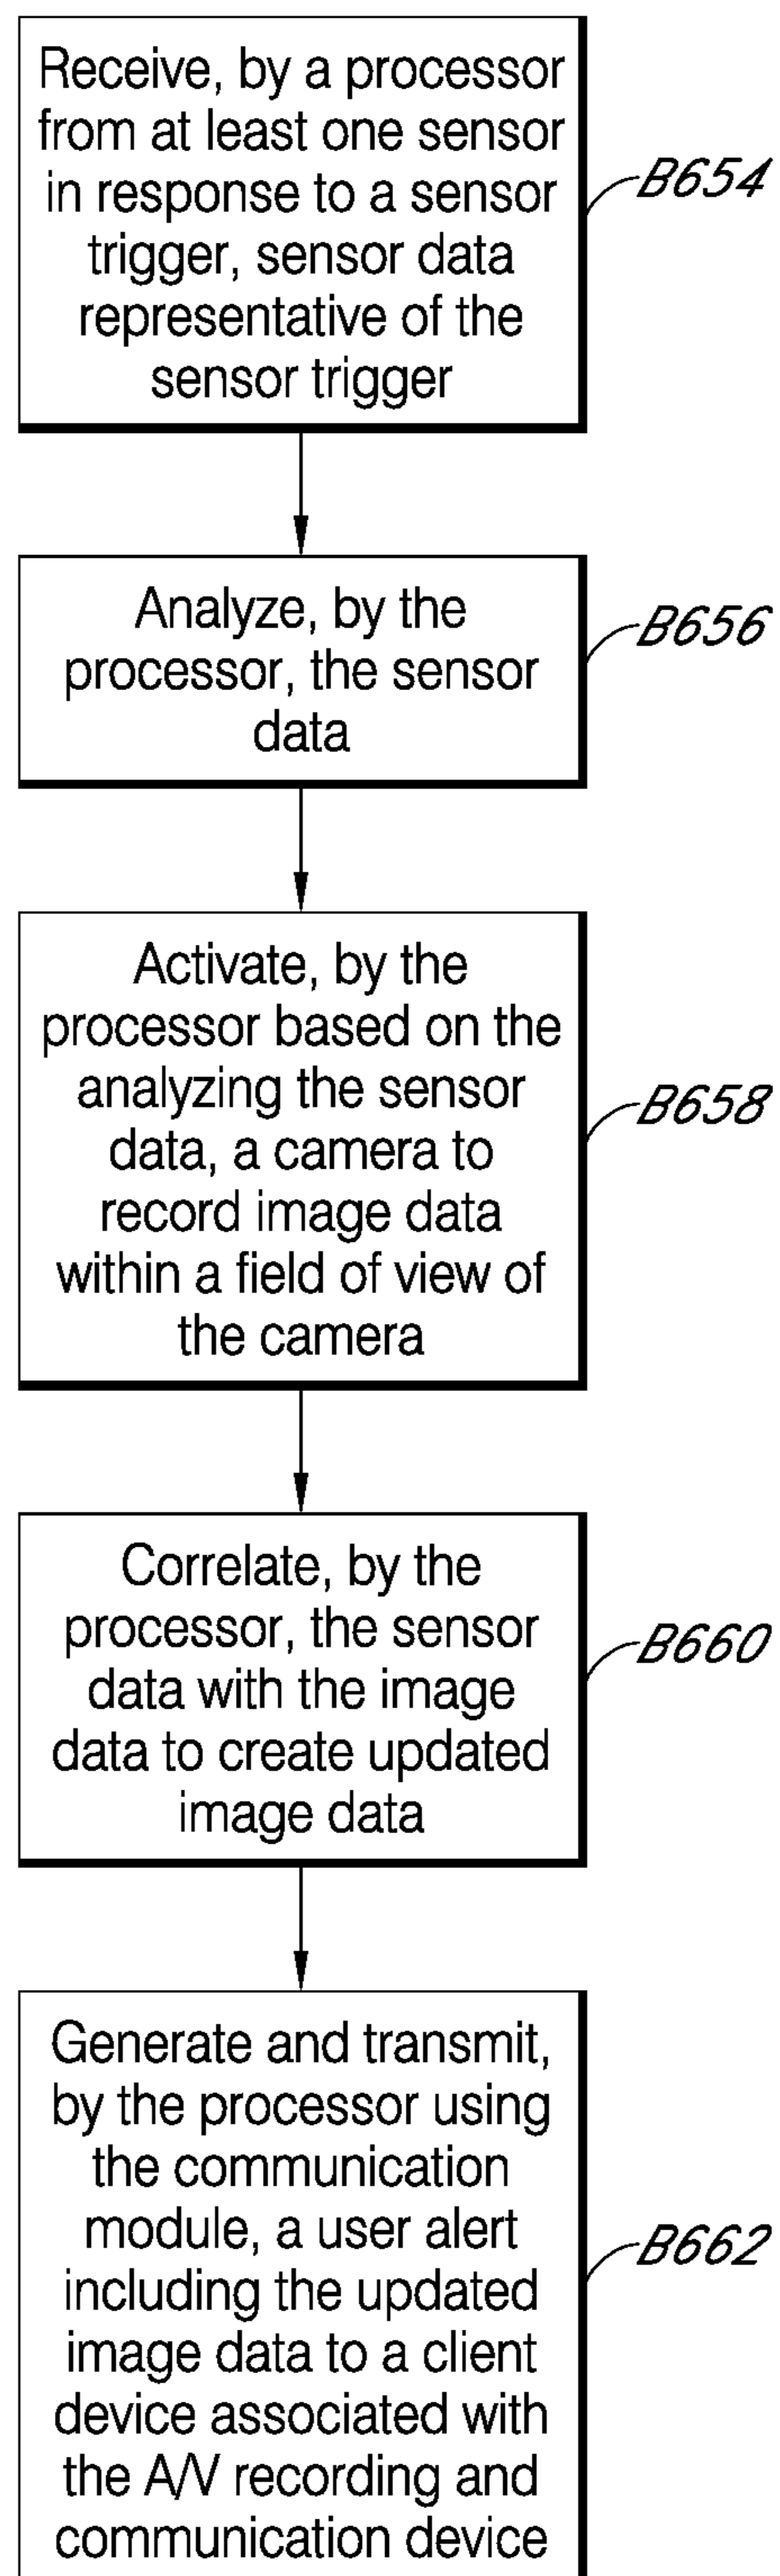 Receive, by a processor
from at least one sensor
in response to a sensor
trigger, sensor data
representative of the
sensor trigger
B654
Analyze, by the
processor, the sensor
data
B656
Activate, by the
processor based on the
analyzing the sensor
data, a camera to
record image data
within a field of view of
the camera
B658
Correlate, by the
processor, the sensor
data with the image
data to create updated
image data
B660
Generate and transmit,
by the processor using
the communication
module, a user alert
including the updated
image data to a client
device associated with
the A/V recording and
communication device
B662